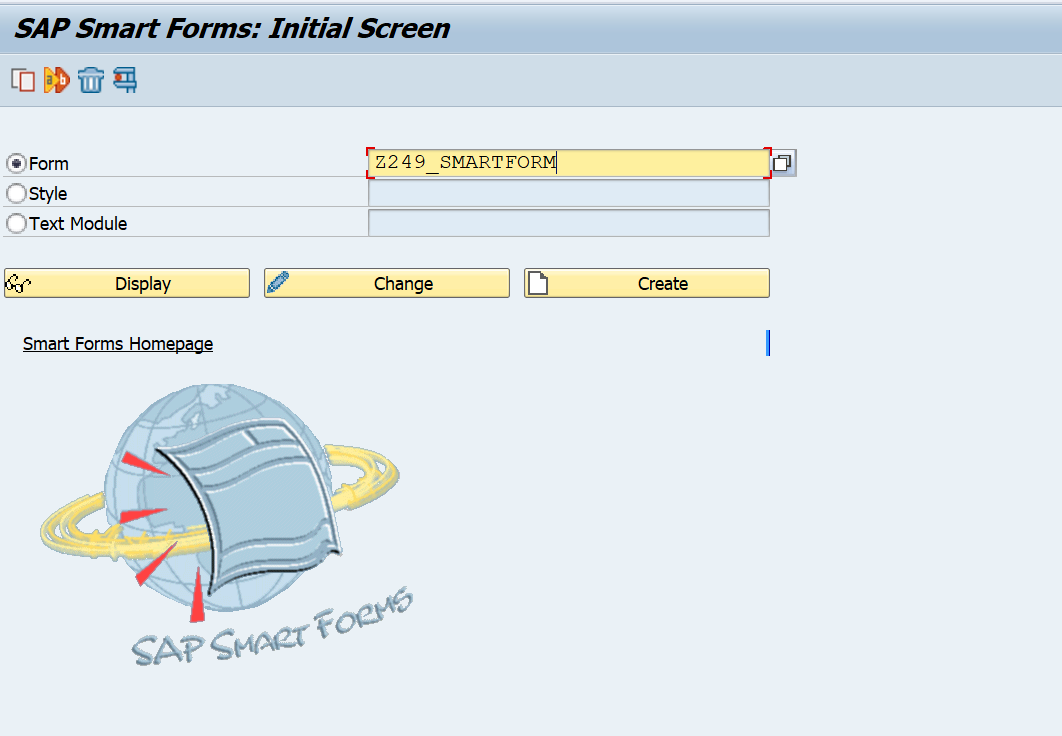 SAP Smart Forms: Initial Screen
Form Z249_SMARTFORM
Style
Text Module
Display Change Create
Smart Forms Homepage
SAP SMART FORMS